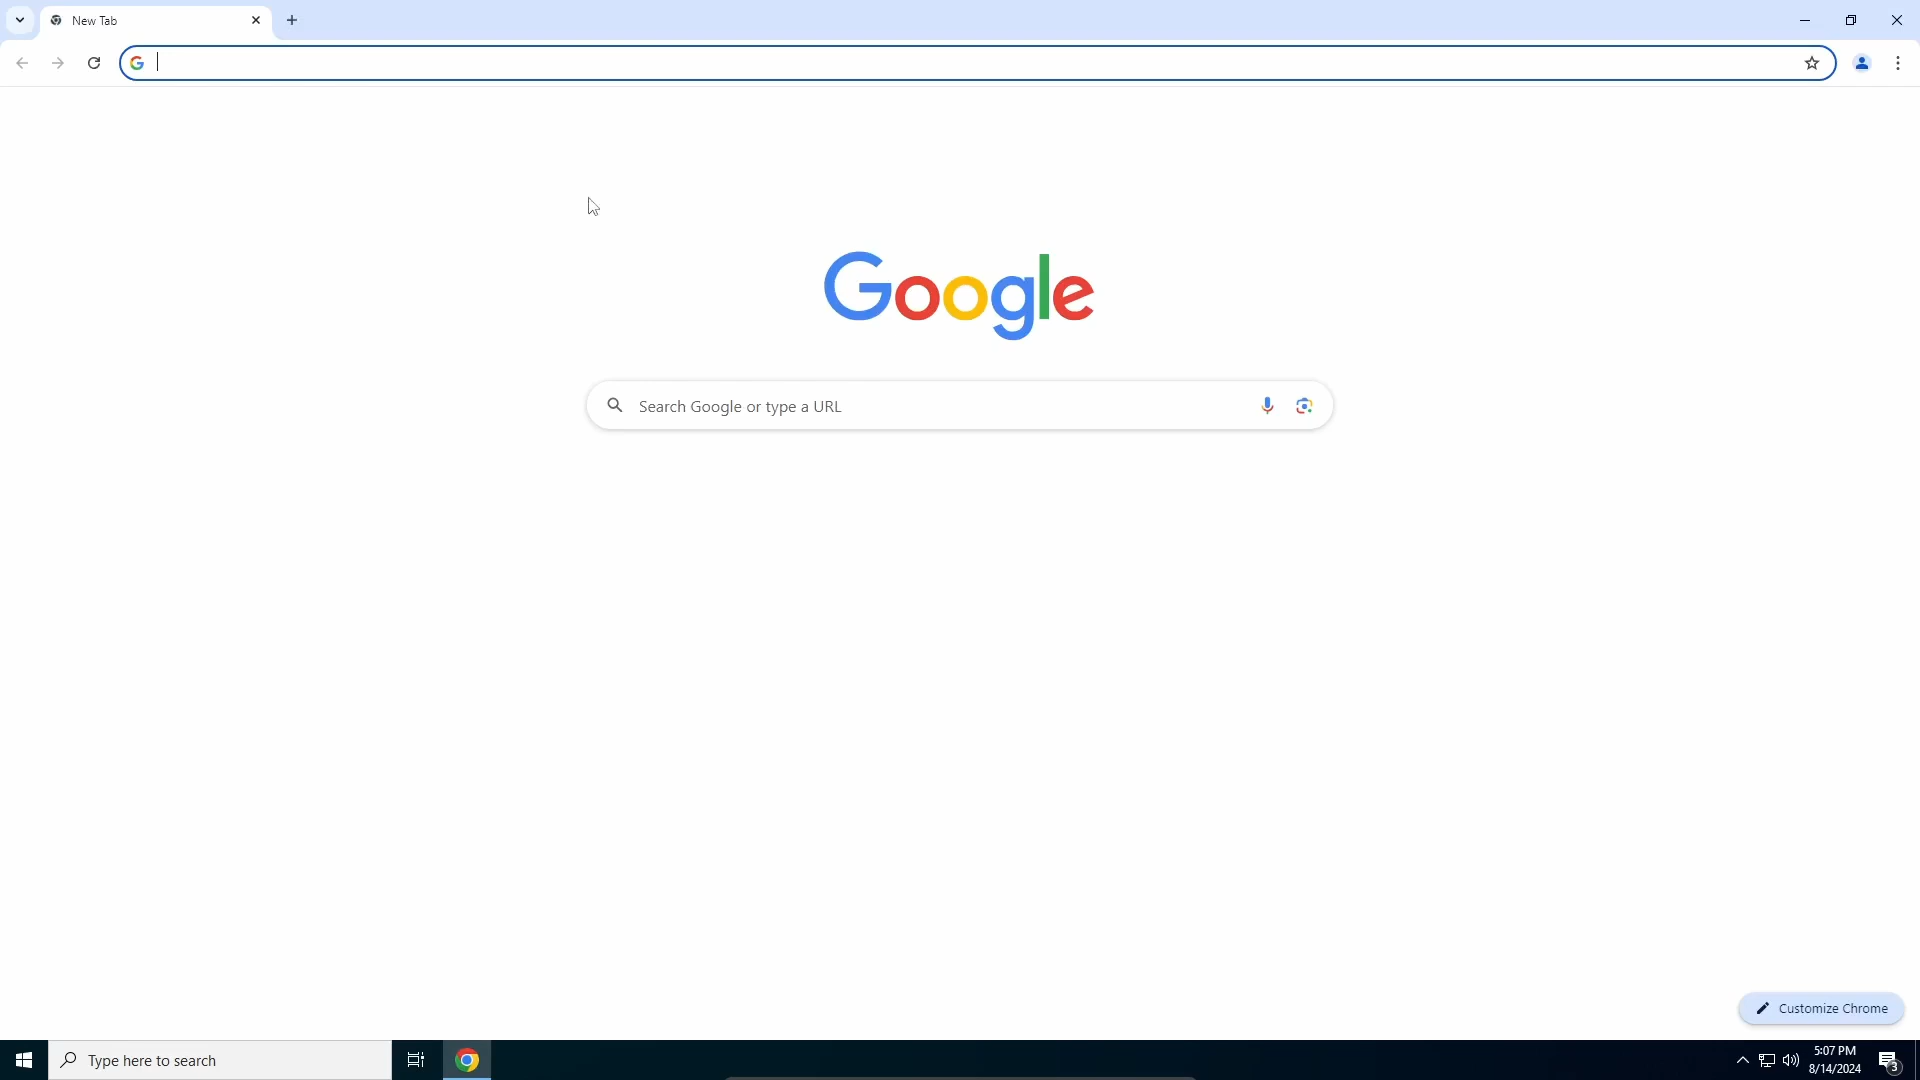 New Tab
Google
Search Google or type a URL
Customize Chrome
Type here to search
5:07 PM
8/14/2024
3